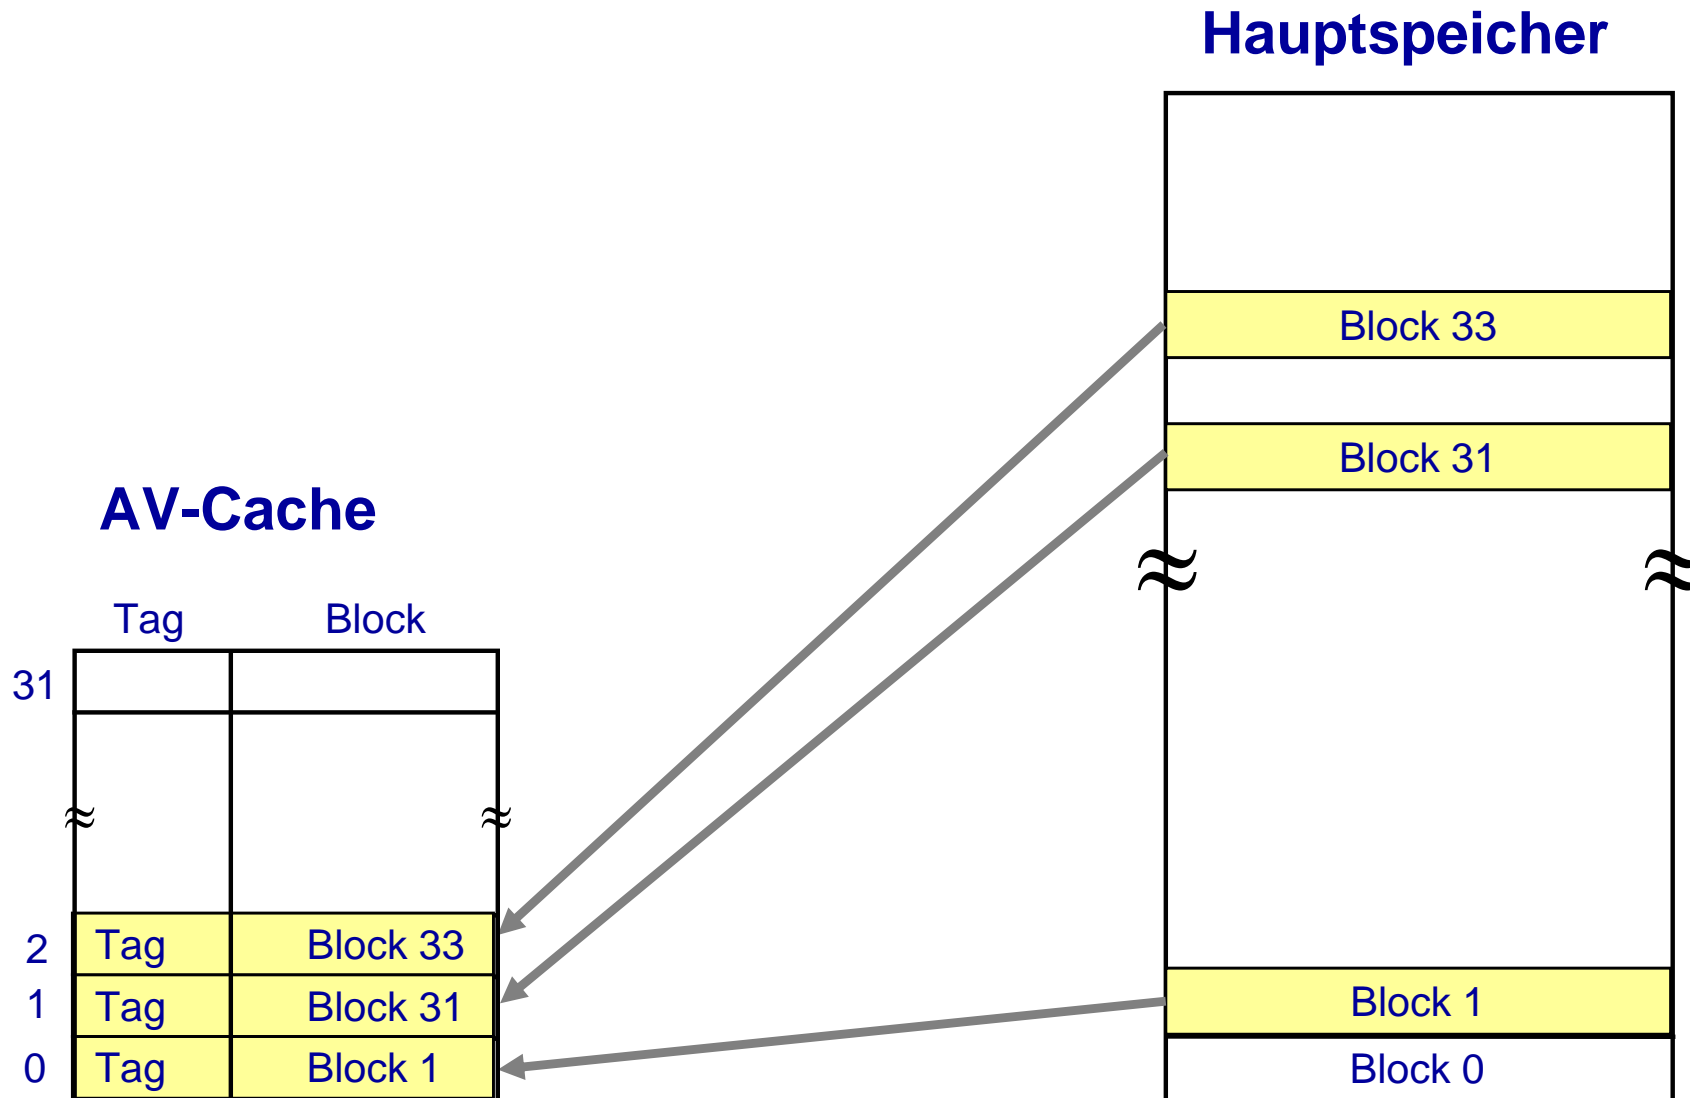 Hauptspeicher
Block 33
Block 31
AV-Cache
Tag Block
31
2 Tag Block 33
1 Tag Block 31
Block 1
0 Tag Block 1
Block 0